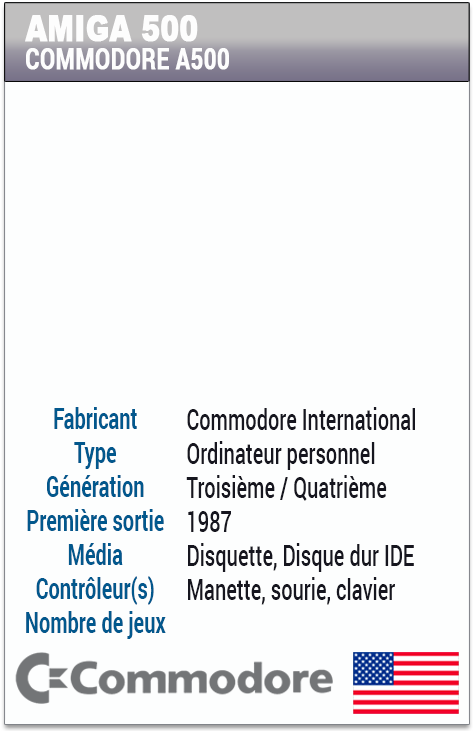 AMIGA 500
COMMODORE A500
Fabricant Commodore International
Type Ordinateur personnel
Génération Troisième / Quatrième
Première sortie 1987
Média Disquette, Disque dur IDE
Contrôleur(s) Manette, sourie, clavier
Nombre de jeux
Commodore